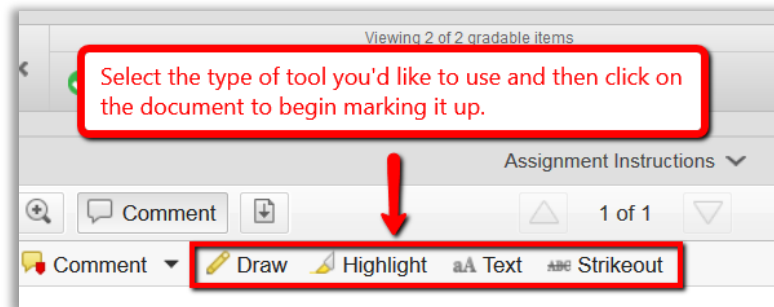 Viewing 2 of 2 gradable items
Select the type of tool you'd like to use and then click on
the document to begin marking it up.
Assignment Instructions
Comment 1 of 1
Comment Draw Highlight aA Text ABC Strikeout